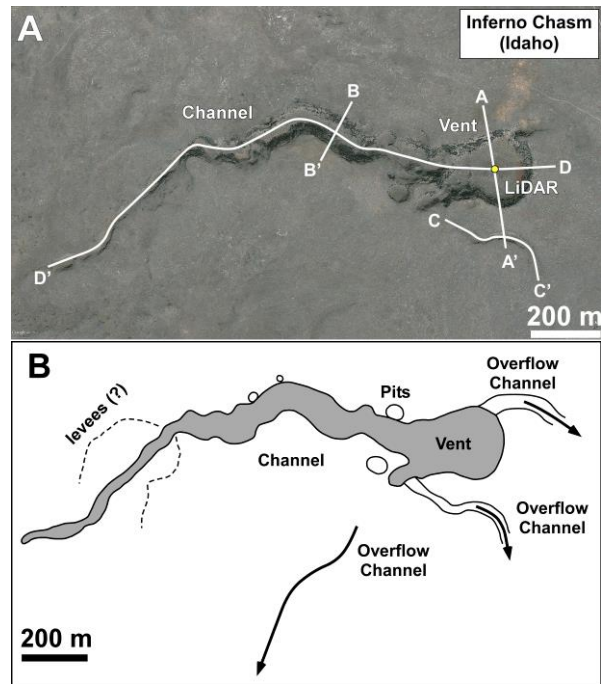 A
Inferno Chasm
(Idaho)
B
A
Channel
Vent
B'
D
LiDAR
C
D'
A'
C'
200 m
B
Overflow
Channel
levees (?)
Pits
Vent
Channel
Overflow
Channel
Overflow
Channel
200 m